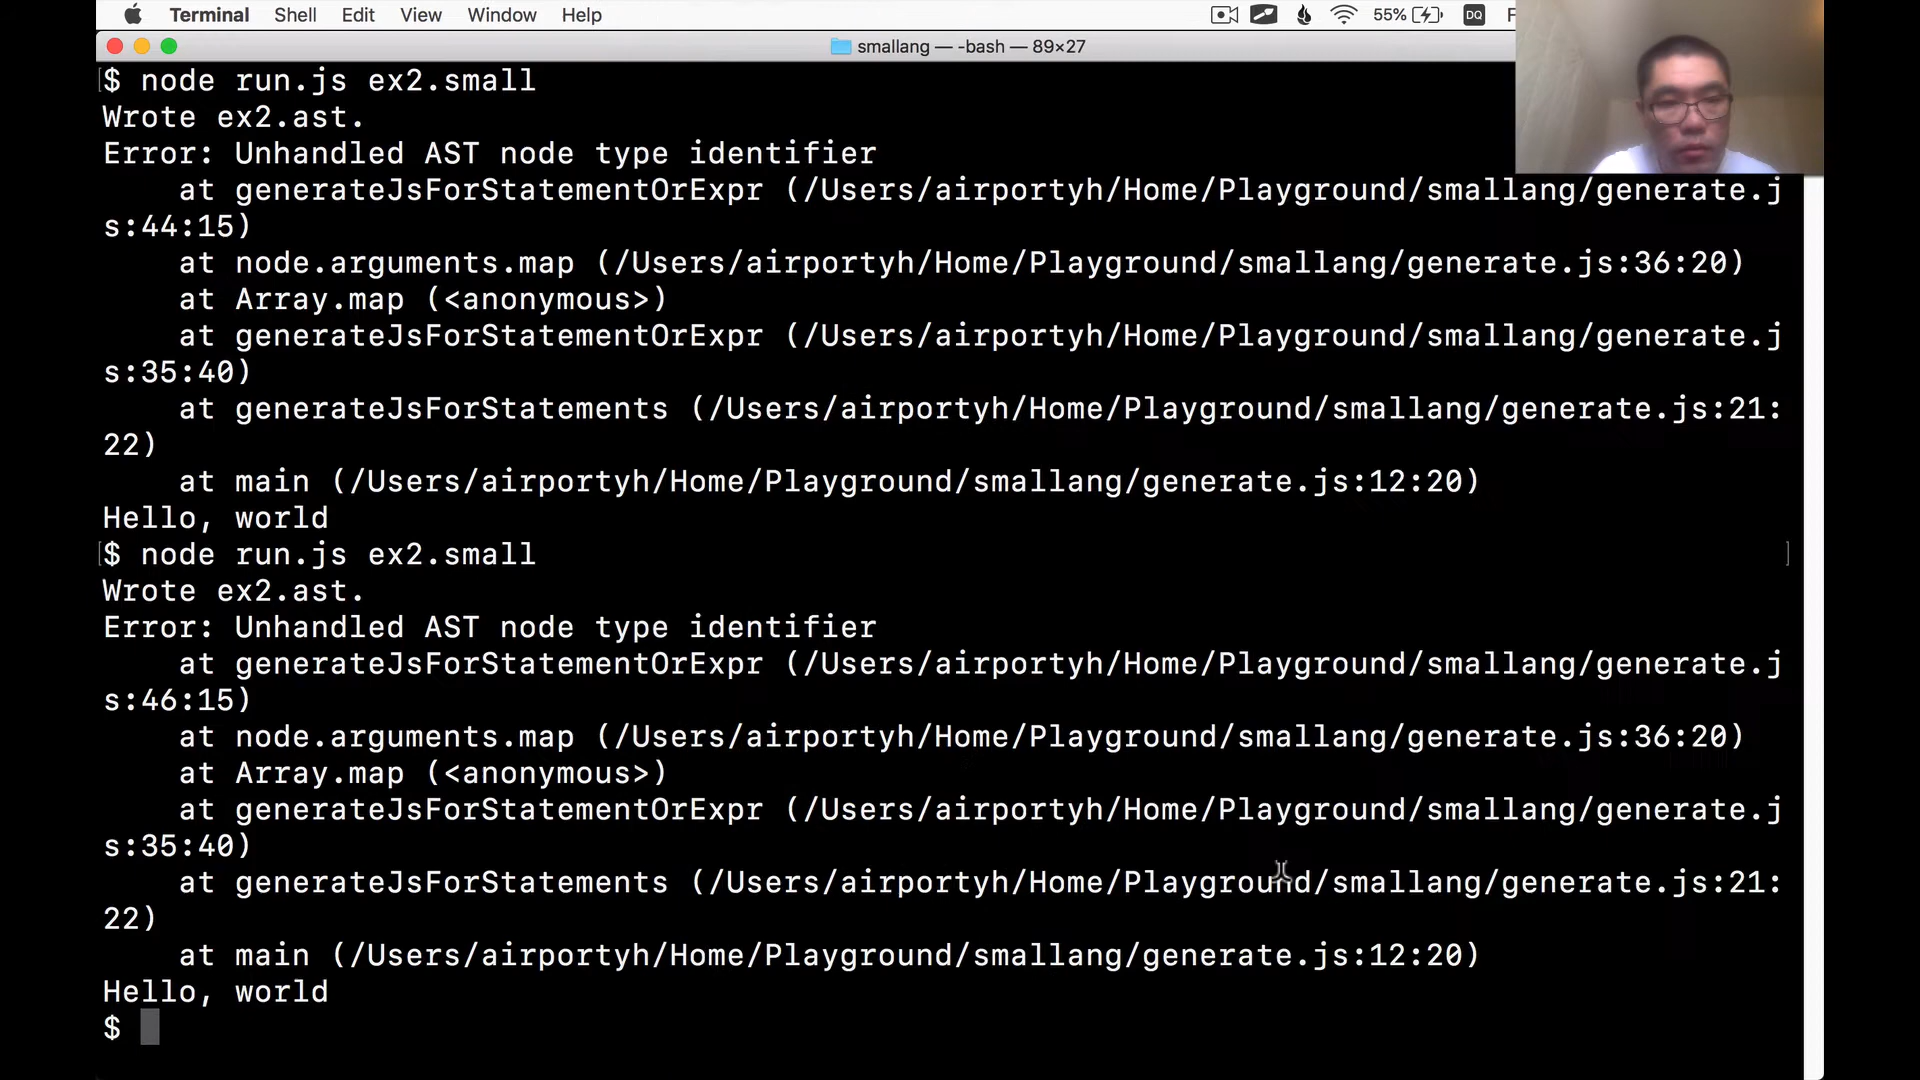 Terminal Shell Edit View Window Help 55% DQ F
smallang — -bash — 89×27
$ node run.js ex2.small
Wrote ex2.ast.
Error: Unhandled AST node type identifier
at generateJsForStatementOrExpr (/Users/airportyh/Home/Playground/smallang/generate.j
s:44:15)
at node.arguments.map (/Users/airportyh/Home/Playground/smallang/generate.js:36:20)
at Array.map (<anonymous>)
at generateJsForStatementOrExpr (/Users/airportyh/Home/Playground/smallang/generate.j
s:35:40)
at generateJsForStatements (/Users/airportyh/Home/Playground/smallang/generate.js:21:
22)
at main (/Users/airportyh/Home/Playground/smallang/generate.js:12:20)
Hello, world
$ node run.js ex2.small
Wrote ex2.ast.
Error: Unhandled AST node type identifier
at generateJsForStatementOrExpr (/Users/airportyh/Home/Playground/smallang/generate.j
s:46:15)
at node.arguments.map (/Users/airportyh/Home/Playground/smallang/generate.js:36:20)
at Array.map (<anonymous>)
at generateJsForStatementOrExpr (/Users/airportyh/Home/Playground/smallang/generate.j
s:35:40)
at generateJsForStatements (/Users/airportyh/Home/Playground/smallang/generate.js:21:
22)
at main (/Users/airportyh/Home/Playground/smallang/generate.js:12:20)
Hello, world
$